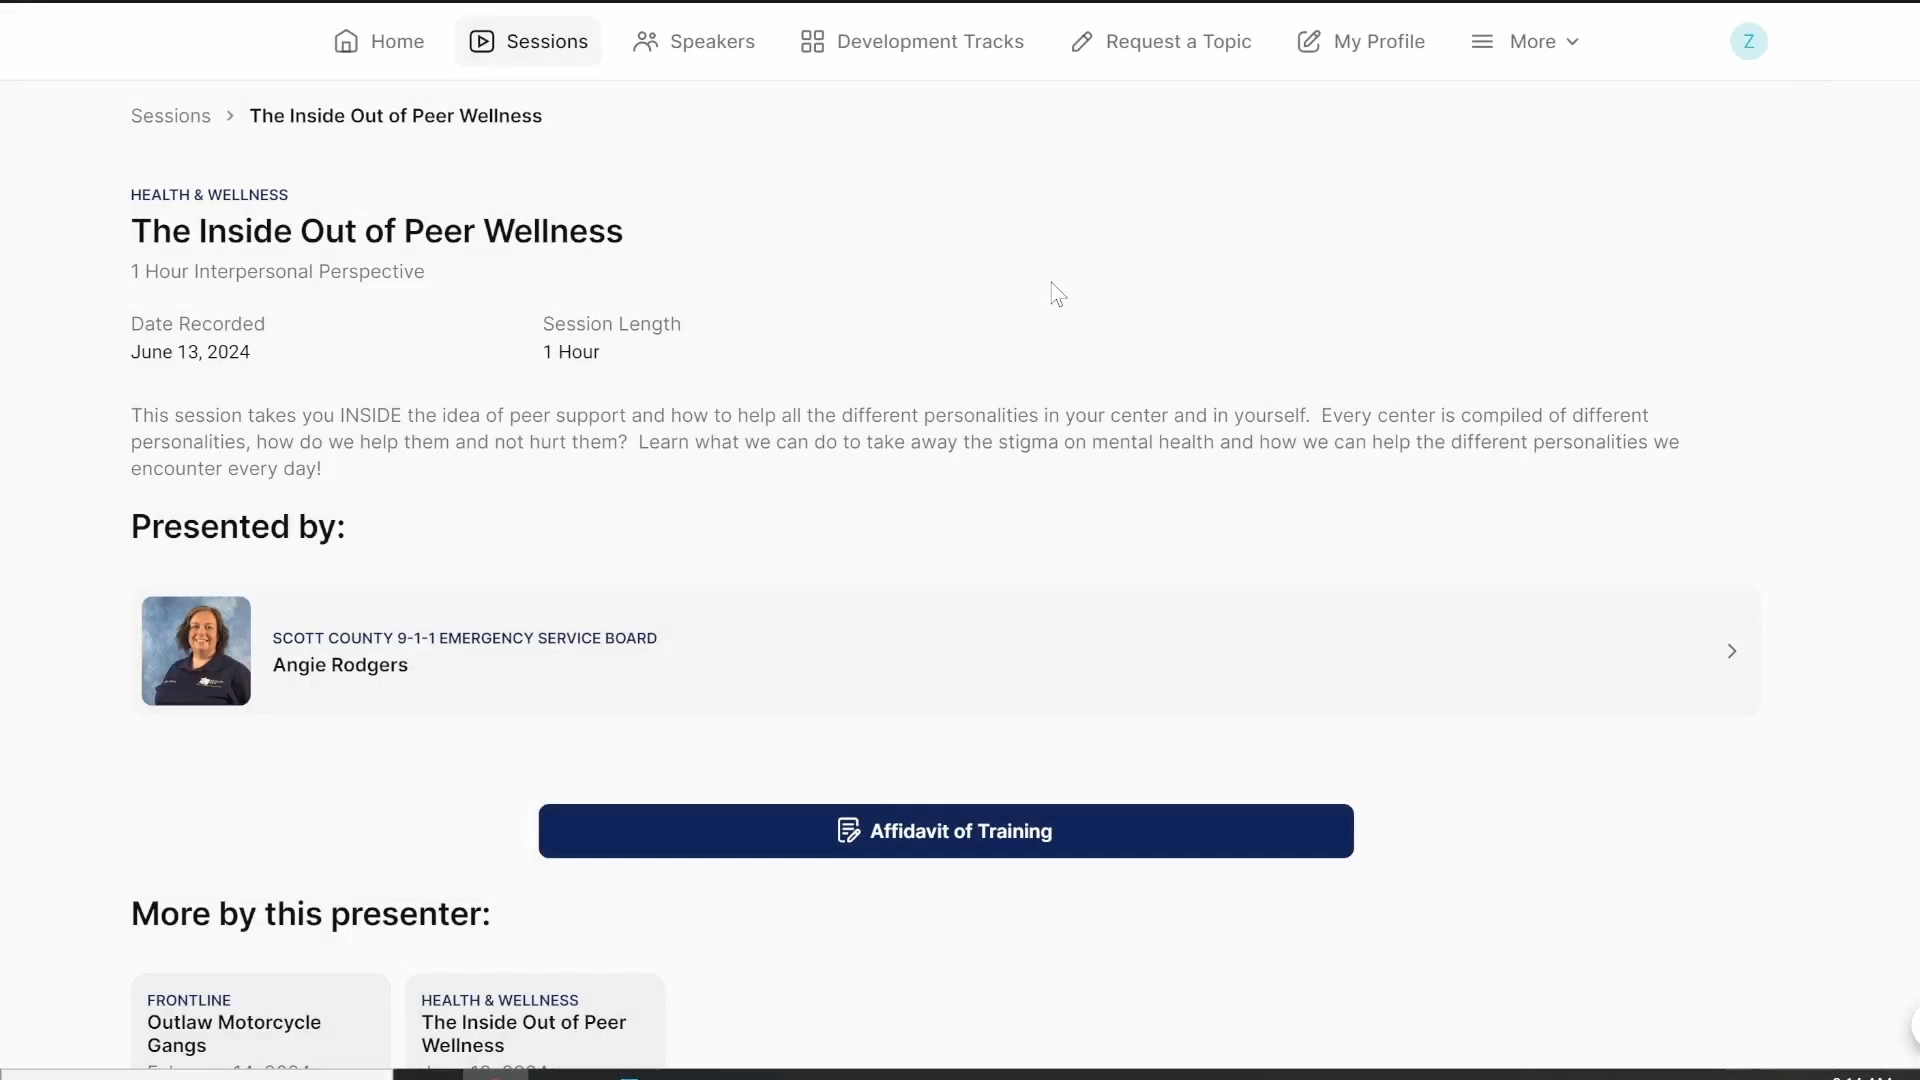 Home
Sessions
Speakers
Development Tracks
Request a Topic
My Profile
More
Z
Sessions > The Inside Out of Peer Wellness
HEALTH & WELLNESS
The Inside Out of Peer Wellness
1 Hour Interpersonal Perspective
Date Recorded
June 13, 2024
Session Length
1 Hour
This session takes you INSIDE the idea of peer support and how to help all the different personalities in your center and in yourself.  Every center is compiled of different
personalities, how do we help them and not hurt them?  Learn what we can do to take away the stigma on mental health and how we can help the different personalities we
encounter every day!
Presented by:
SCOTT COUNTY 9-1-1 EMERGENCY SERVICE BOARD
Angie Rodgers
Affidavit of Training
More by this presenter:
FRONTLINE
Outlaw Motorcycle
Gangs
HEALTH & WELLNESS
The Inside Out of Peer
Wellness